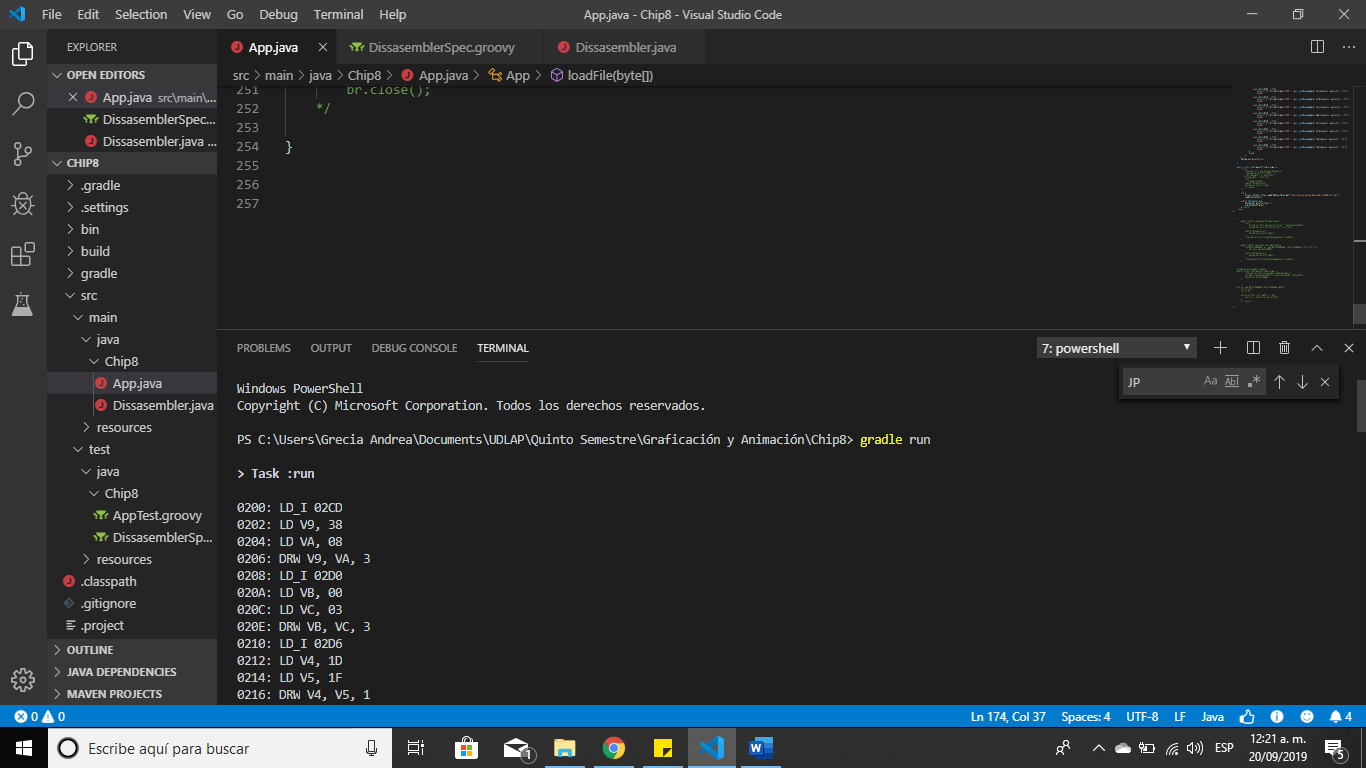 File Edit Selection View Go Debug Terminal Help
App.java - Chip8 - Visual Studio Code
EXPLORER
OPEN EDITORS
App.java src\main\...
DissasemblerSpec...
Dissasembler.java ...
CHIP8
.gradle
.settings
bin
build
gradle
src
main
java
Chip8
App.java
Dissasembler.java
resources
test
java
Chip8
AppTest.groovy
DissasemblerSp...
resources
.classpath
.gitignore
.project
OUTLINE
JAVA DEPENDENCIES
MAVEN PROJECTS
App.java DissasemblerSpec.groovy Dissasembler.java
src > main > java > Chip8 > App.java > App > loadFile(byte[])
251 br.close();
252 */
253
254 }
255
256
257
PROBLEMS OUTPUT DEBUG CONSOLE TERMINAL
7: powershell
JP Aa Abl .*
Windows PowerShell
Copyright (C) Microsoft Corporation. Todos los derechos reservados.
PS C:\Users\Grecia Andrea\Documents\UDLAP\Quinto Semestre\Graficación y Animación\Chip8> gradle run
> Task :run
0200: LD_I 02CD
0202: LD V9, 38
0204: LD VA, 08
0206: DRW V9, VA, 3
0208: LD_I 02D0
020A: LD VB, 00
020C: LD VC, 03
020E: DRW VB, VC, 3
0210: LD_I 02D6
0212: LD V4, 1D
0214: LD V5, 1F
0216: DRW V4, V5, 1
0 0
Ln 174, Col 37 Spaces: 4 UTF-8 LF Java 4
Escribe aquí para buscar
1
ESP
12:21 a. m.
20/09/2019
5